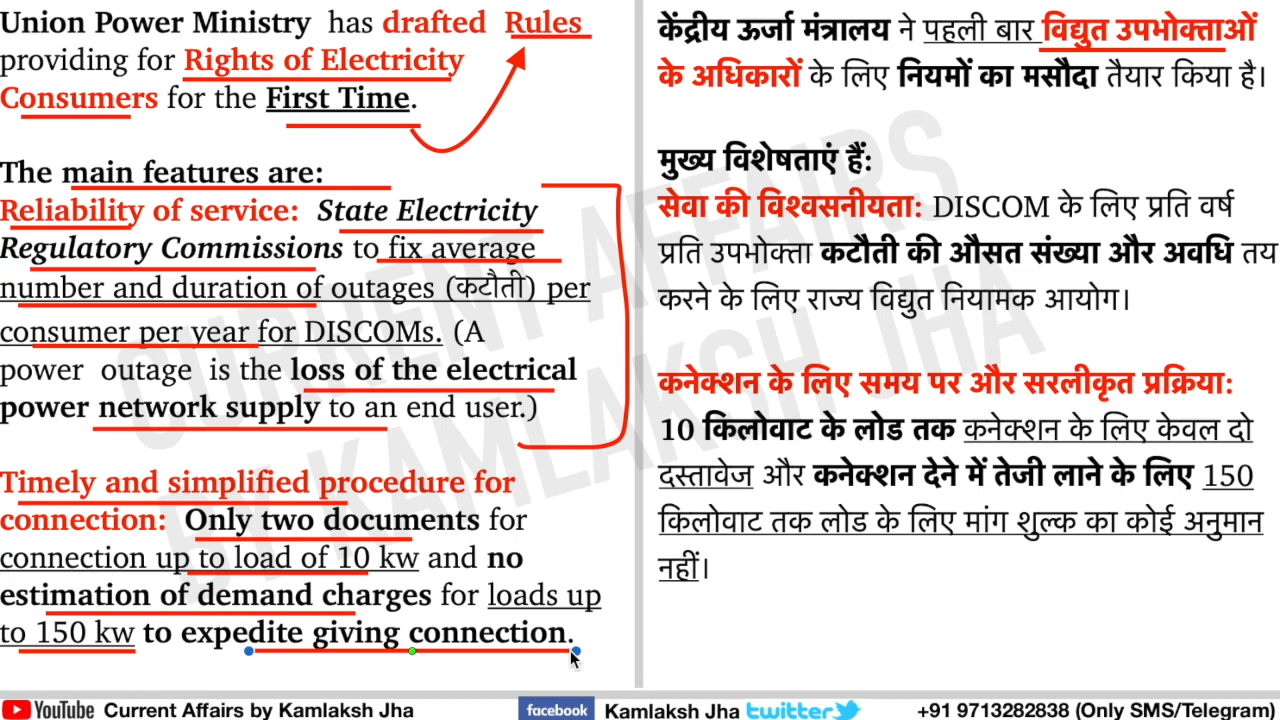 Union Power Ministry has drafted Rules
providing for Rights of Electricity
Consumers for the First Time.
The main features are:
Reliability of service: State Electricity
Regulatory Commissions to fix average
number and duration of outages (कटौती) per
consumer per year for DISCOMs. (A
power outage is the loss of the electrical
power network supply to an end user.)
Timely and simplified procedure for
connection: Only two documents for
connection up to load of 10 kw and no
estimation of demand charges for loads up
to 150 kw to expedite giving connection.
केंद्रीय ऊर्जा मंत्रालय ने पहली बार विद्युत उपभोक्ताओं
के अधिकारों के लिए नियमों का मसौदा तैयार किया है।
मुख्य विशेषताएं हैं:
सेवा की विश्वसनीयता: DISCOM के लिए प्रति वर्ष
प्रति उपभोक्ता कटौती की औसत संख्या और अवधि तय
करने के लिए राज्य विद्युत नियामक आयोग।
कनेक्शन के लिए समय पर और सरलीकृत प्रक्रिया:
10 किलोवाट के लोड तक कनेक्शन के लिए केवल दो
दस्तावेज और कनेक्शन देने में तेजी लाने के लिए 150
किलोवाट तक लोड के लिए मांग शुल्क का कोई अनुमान
नहीं।
CURRENT AFFAIRS
BY KAMLAKSH JHA
YouTube Current Affairs by Kamlaksh Jha facebook Kamlaksh Jha twitter +91 9713282838 (Only SMS/Telegram)